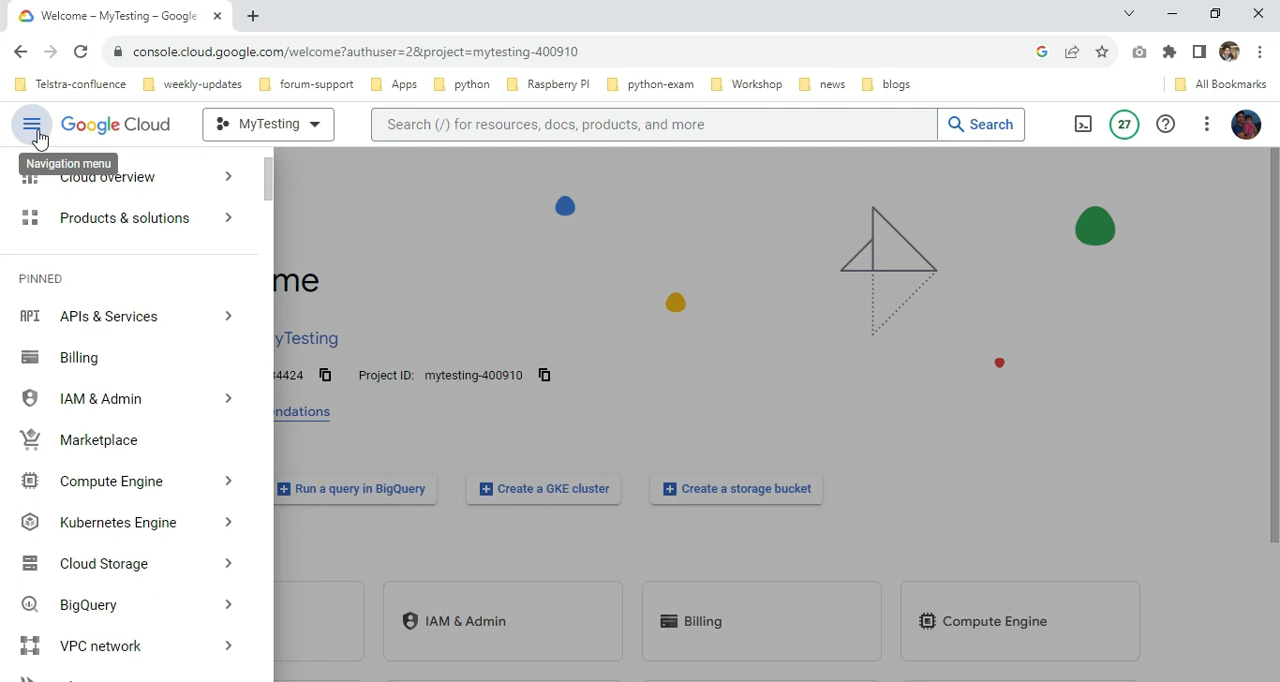 Welcome – MyTesting – Google
console.cloud.google.com/welcome?authuser=2&project=mytesting-400910
Telstra-confluence weekly-updates forum-support Apps python Raspberry PI python-exam Workshop news blogs All Bookmarks
Google Cloud MyTesting Search (/) for resources, docs, products, and more Search 27
Navigation menu
Cloud overview
Products & solutions
PINNED
me
API APIs & Services
yTesting
Billing
4424 Project ID: mytesting-400910
IAM & Admin
endations
Marketplace
Compute Engine
Run a query in BigQuery Create a GKE cluster Create a storage bucket
Kubernetes Engine
Cloud Storage
BigQuery
IAM & Admin Billing Compute Engine
VPC network